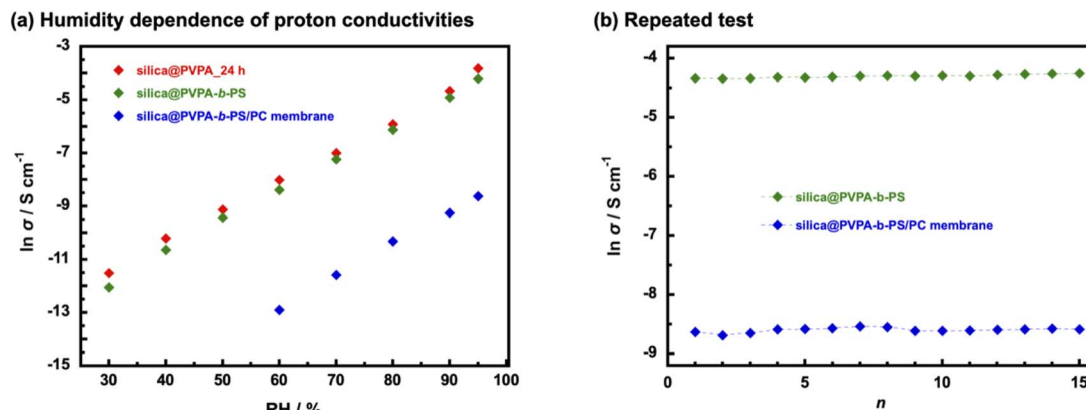 (a) Humidity dependence of proton conductivities
(b) Repeated test
-3
-5
-7
-9
-11
-13
-15
ln σ / S cm⁻¹
silica@PVPA_24 h
silica@PVPA-b-PS
silica@PVPA-b-PS/PC membrane
30 40 50 60 70 80 90 100
RH / %
-4
-5
-6
-7
-8
-9
ln σ / S cm⁻¹
silica@PVPA-b-PS
silica@PVPA-b-PS/PC membrane
0 5 10 15
n